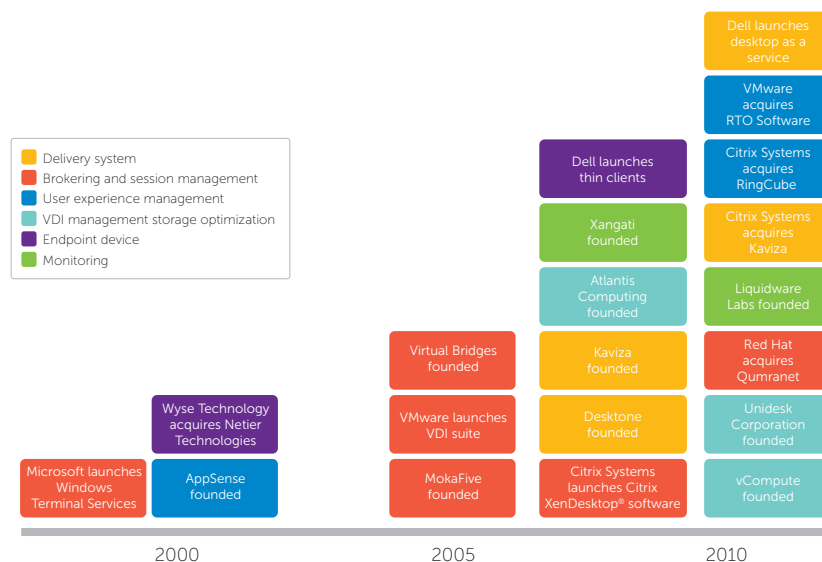 Delivery system
Brokering and session management
User experience management
VDI management storage optimization
Endpoint device
Monitoring
Microsoft launches
Windows
Terminal Services
Wyse Technology
acquires Netier
Technologies
AppSense
founded
Virtual Bridges
founded
VMware launches
VDI suite
MokaFive
founded
Dell launches
thin clients
Xangati
founded
Atlantis
Computing
founded
Kaviza
founded
Desktone
founded
Citrix Systems
launches Citrix
XenDesktop® software
Dell launches
desktop as a
service
VMware
acquires
RTO Software
Citrix Systems
acquires
RingCube
Citrix Systems
acquires
Kaviza
Liquidware
Labs founded
Red Hat
acquires
Qumranet
Unidesk
Corporation
founded
vCompute
founded
2000
2005
2010